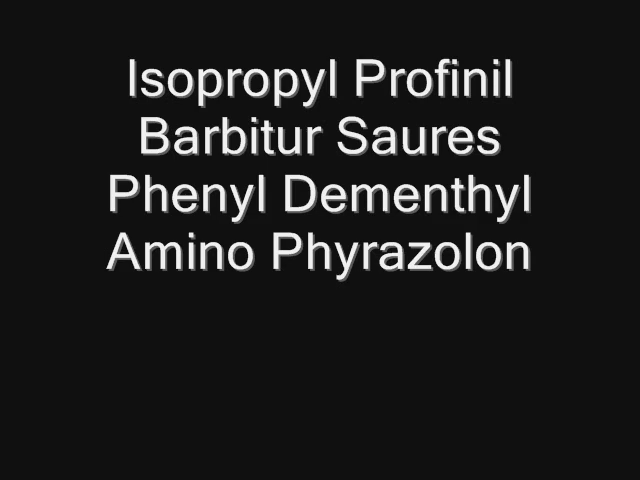 Isopropyl Profinil
Barbitur Saures
Phenyl Dementhyl
Amino Phyrazolon